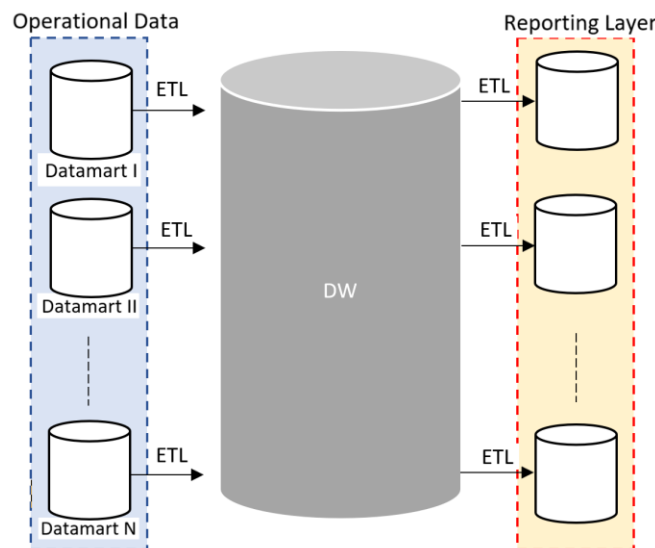 Operational Data
Reporting Layer
ETL
ETL
Datamart I
ETL
ETL
Datamart II
DW
ETL
ETL
Datamart N